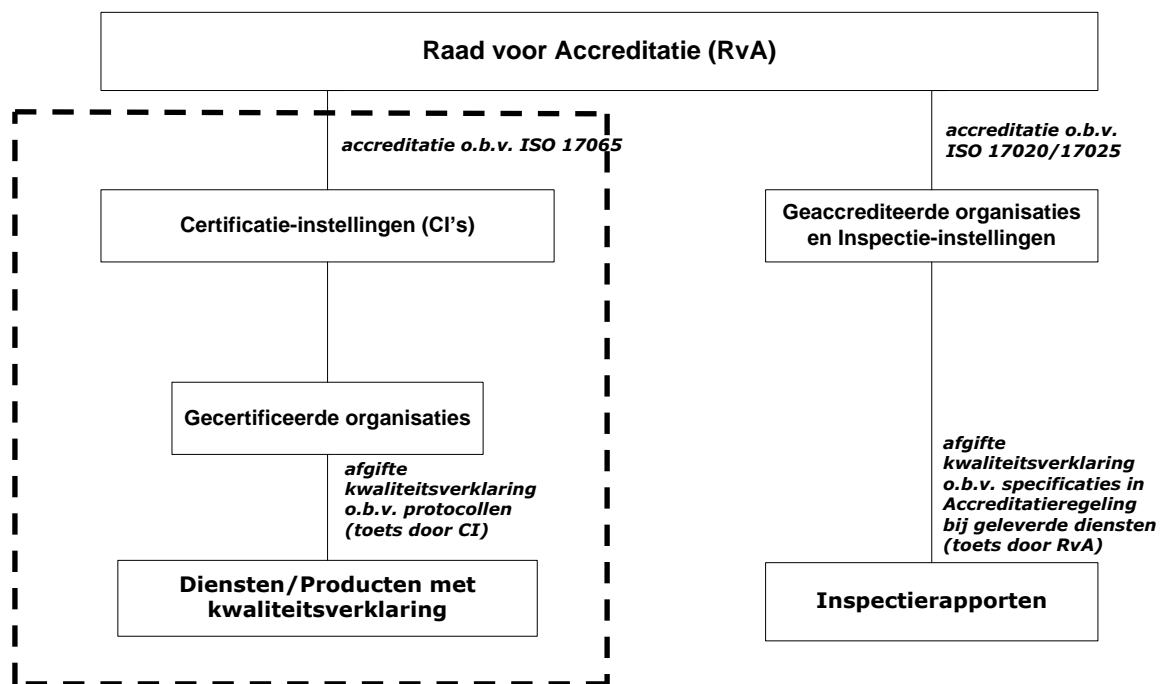 Raad voor Accreditatie (RvA)
accreditatie o.b.v. ISO 17065
Certificatie-instellingen (CI's)
Gecertificeerde organisaties
afgifte
kwaliteitsverklaring
o.b.v. protocollen
(toets door CI)
Diensten/Producten met
kwaliteitsverklaring
accreditatie o.b.v.
ISO 17020/17025
Geaccrediteerde organisaties
en Inspectie-instellingen
afgifte
kwaliteitsverklaring
o.b.v. specificaties in
Accreditatieregeling
bij geleverde diensten
(toets door RvA)
Inspectierapporten